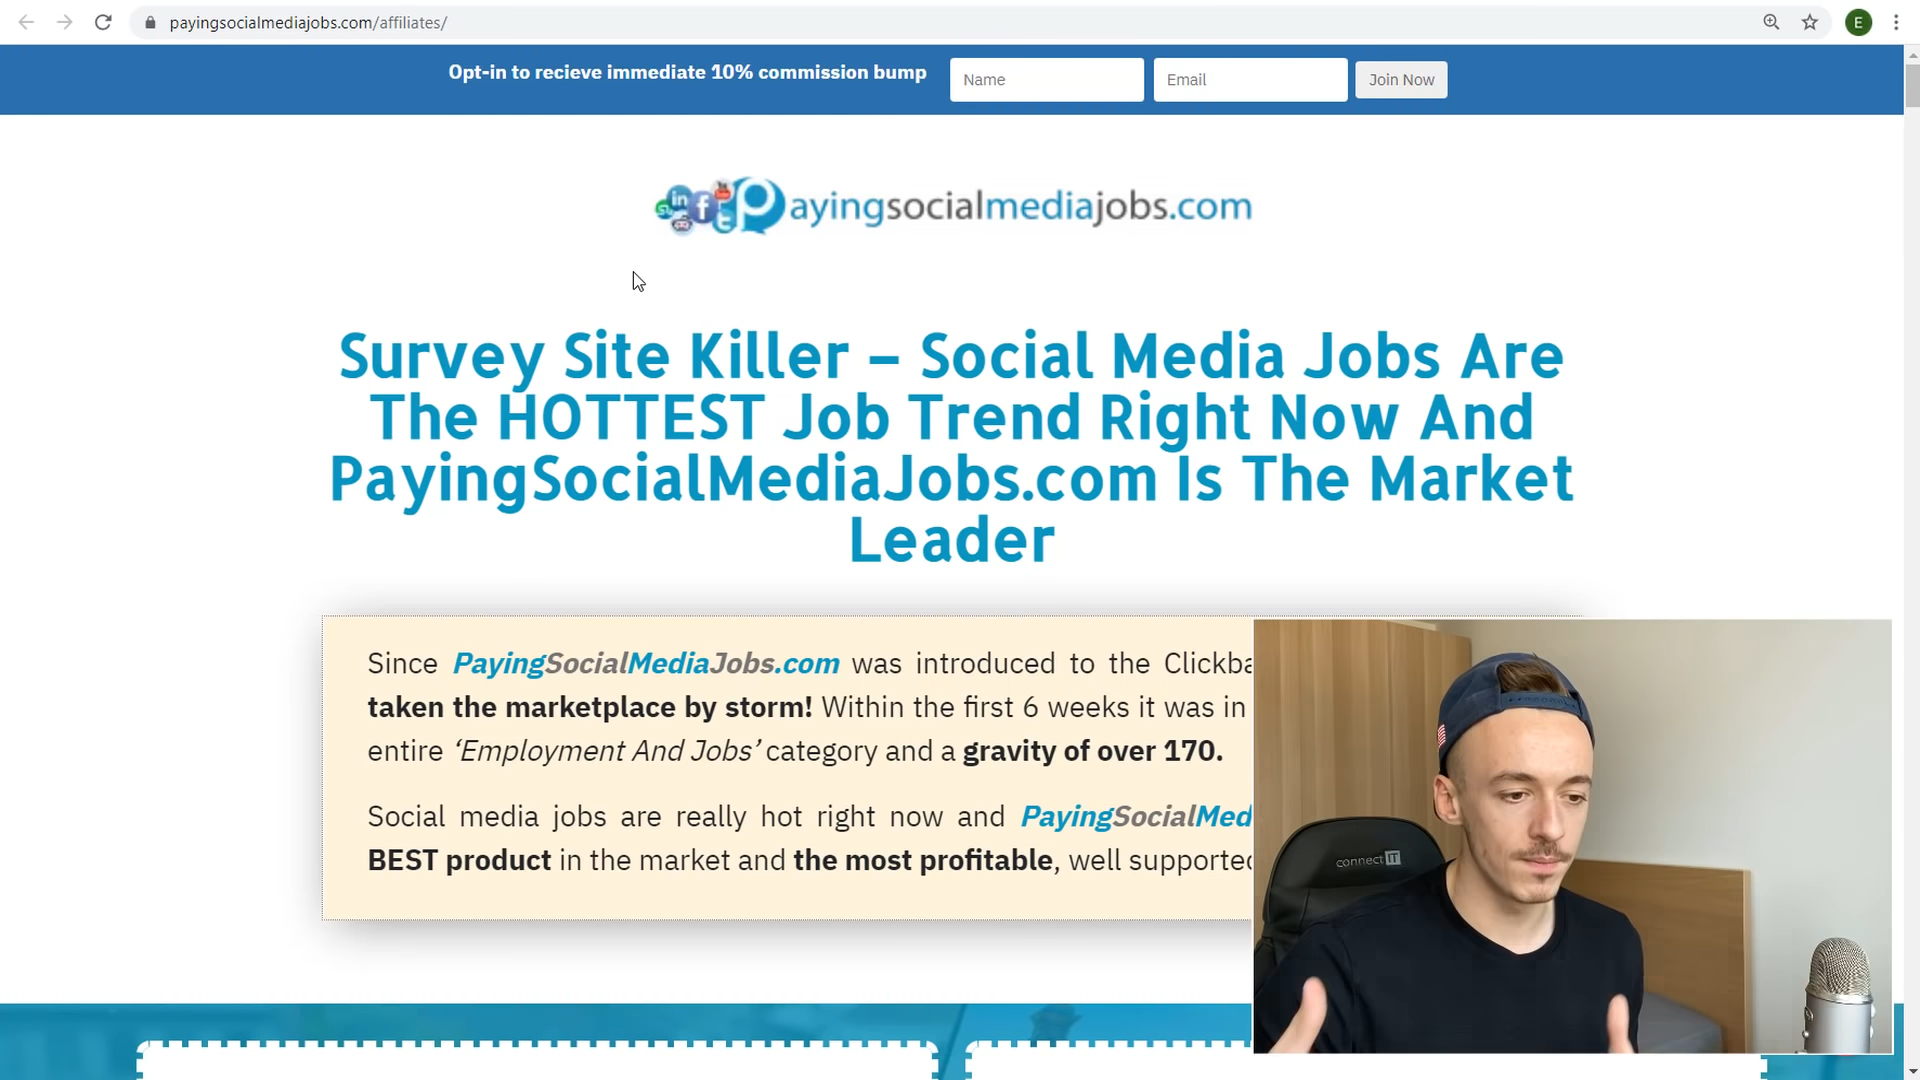 payingsocialmediajobs.com/affiliates/
E
Opt-in to recieve immediate 10% commission bump
Name
Email
Join Now
in
f
t
payingsocialmediajobs.com
Survey Site Killer – Social Media Jobs Are
The HOTTEST Job Trend Right Now And
PayingSocialMediaJobs.com Is The Market
Leader
Since PayingSocialMediaJobs.com was introduced to the Clickba
taken the marketplace by storm! Within the first 6 weeks it was in
entire ‘Employment And Jobs’ category and a gravity of over 170.
Social media jobs are really hot right now and PayingSocialMed
BEST product in the market and the most profitable, well supported
connect IT